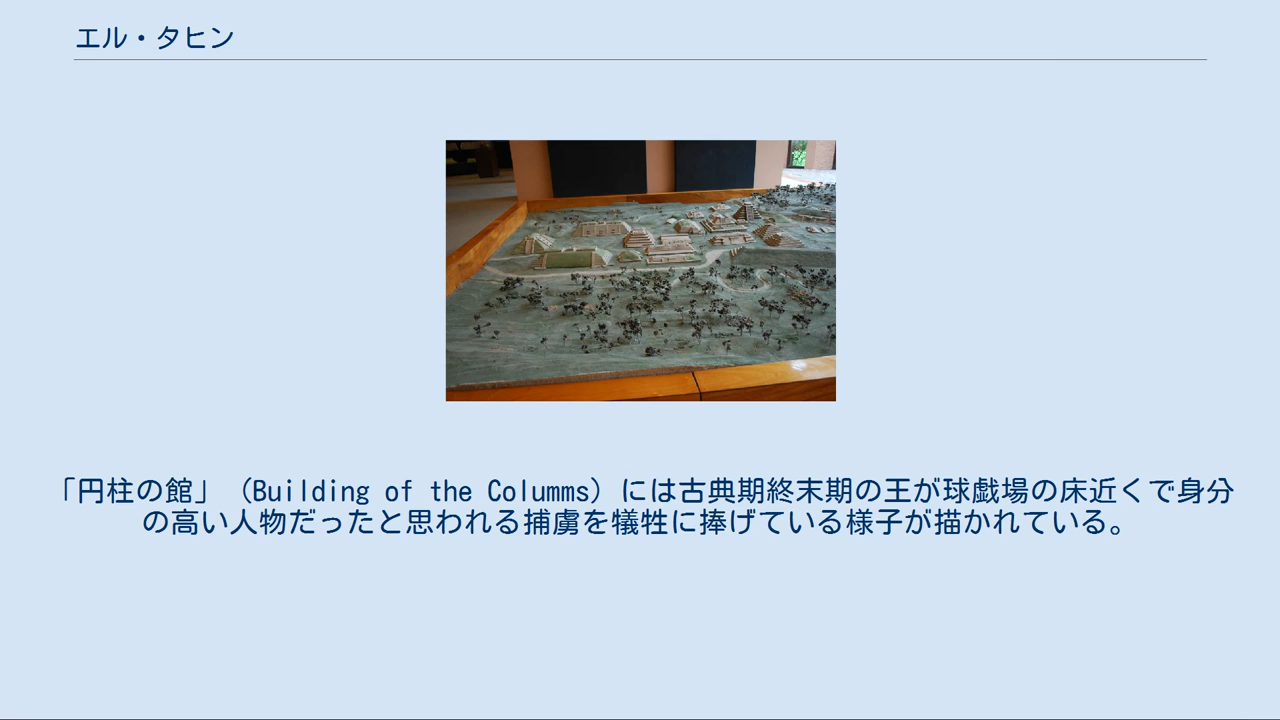 エル・タヒン
「円柱の館」（Building of the Columms）には古典期終末期の王が球戯場の床近くで身分
の高い人物だったと思われる捕虜を犠牲に捧げている様子が描かれている。